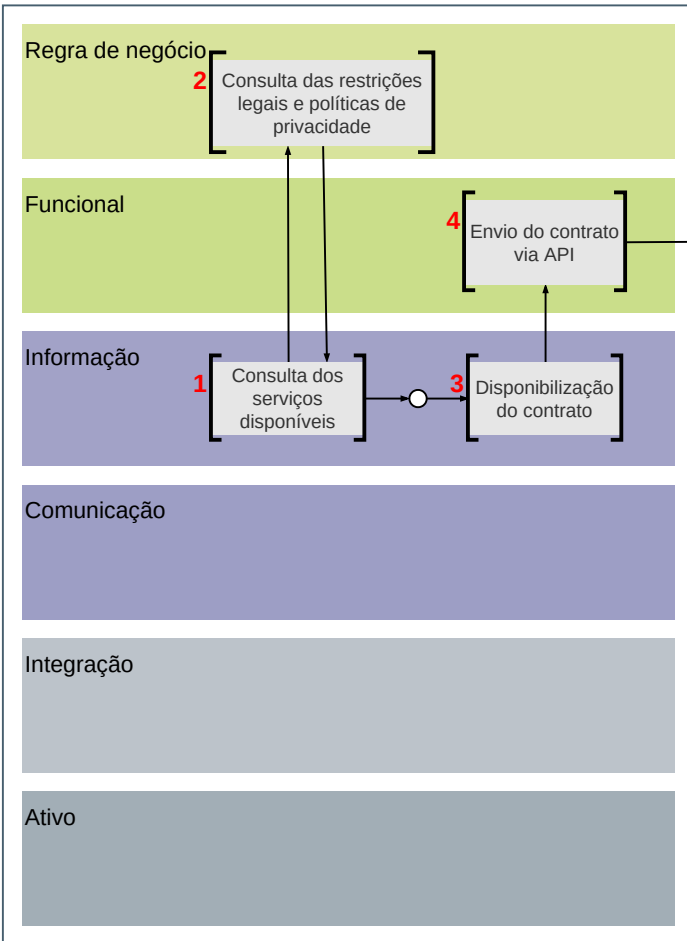 Regra de negócio
2
Consulta das restrições
legais e políticas de
privacidade
Funcional
4
Envio do contrato
via API
Informação
1
Consulta dos
serviços
disponíveis
3
Disponibilização
do contrato
Comunicação
Integração
Ativo